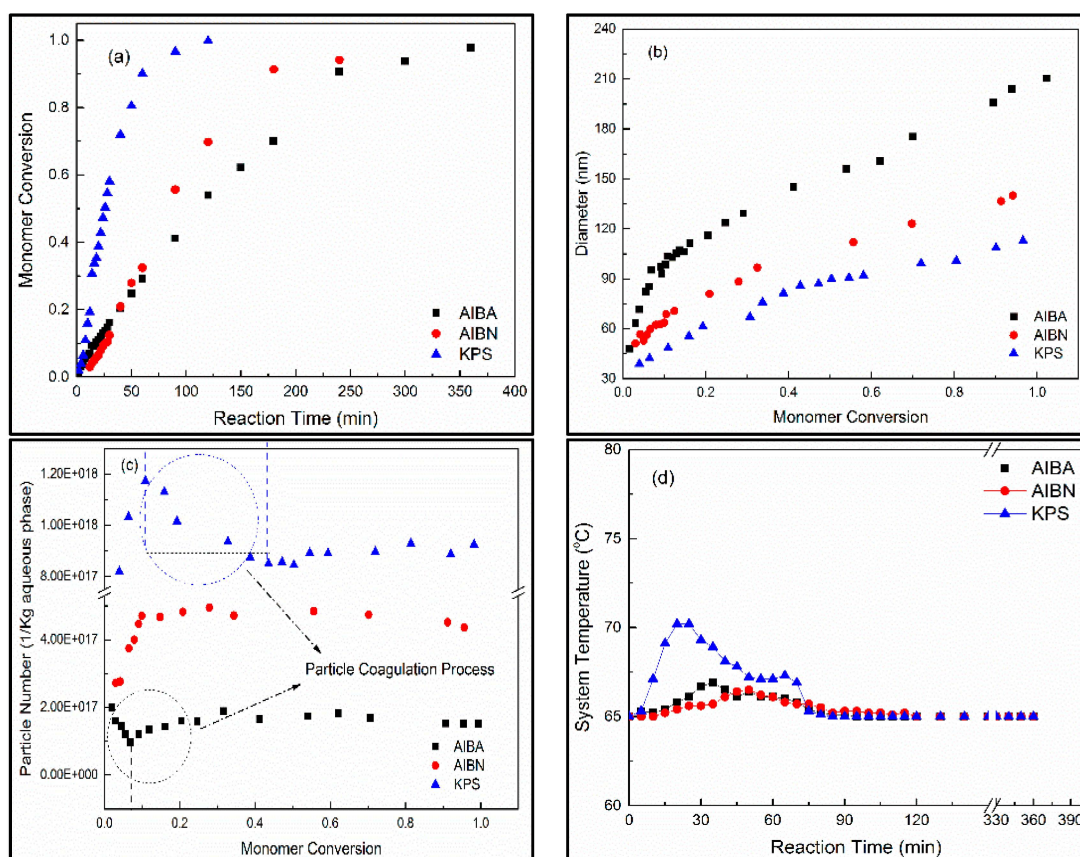 (a)
Monomer Conversion
1.0
0.8
0.6
0.4
0.2
0.0
0 50 100 150 200 250 300 350 400
Reaction Time (min)
AIBA
AIBN
KPS
(b)
Diameter (nm)
240
210
180
150
120
90
60
30
0.0 0.2 0.4 0.6 0.8 1.0
Monomer Conversion
AIBA
AIBN
KPS
(c)
Particle Number (1/Kg aqueous phase)
1.20E+018
1.00E+018
8.00E+017
4.00E+017
2.00E+017
0.00E+000
Particle Coagulation Process
AIBA
AIBN
KPS
0.0 0.2 0.4 0.6 0.8 1.0
Monomer Conversion
(d)
System Temperature (°C)
80
75
70
65
60
AIBA
AIBN
KPS
0 30 60 90 120 330 360 390
Reaction Time (min)